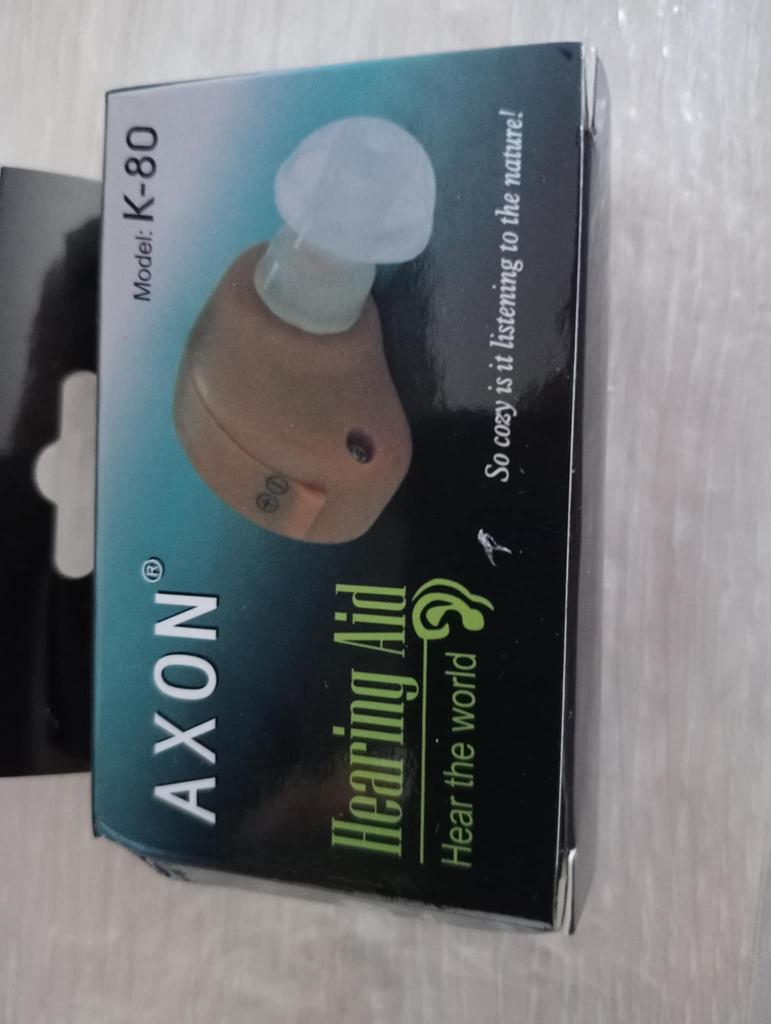 AXON®
Model: K-80
Hearing Aid
Hear the world
So cozy is it listening to the nature!